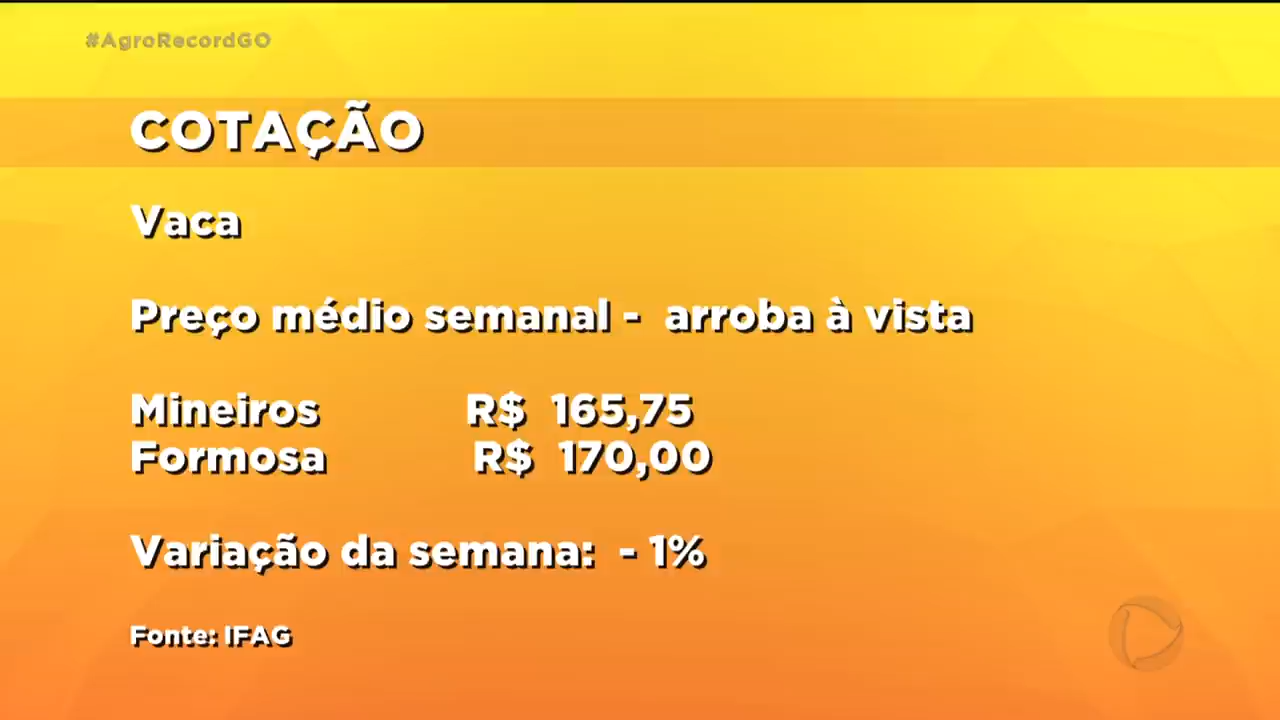 #AgroRecordGO
COTAÇÃO
Vaca
Preço médio semanal - arroba à vista
Mineiros R$ 165,75
Formosa R$ 170,00
Variação da semana: - 1%
Fonte: IFAG